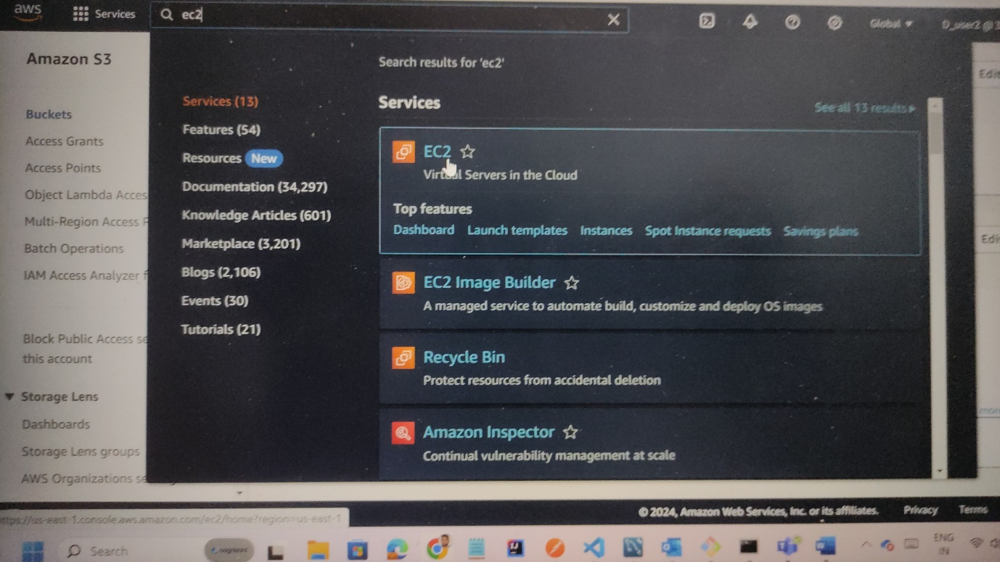 aws
Services
ec2
Global
Amazon S3
Buckets
Access Grants
Access Points
Object Lambda Acces
Multi-Region Access P
Batch Operations
IAM Access Analyzer f
Block Public Access se
this account
Storage Lens
Dashboards
Storage Lens groups
AWS Organizations se
Services (13)
Features (54)
Resources New
Documentation (34,297)
Knowledge Articles (601)
Marketplace (3,201)
Blogs (2,106)
Events (30)
Tutorials (21)
Search results for 'ec2'
Services
See all 13 results
EC2
Virtual Servers in the Cloud
Top features
Dashboard Launch templates Instances Spot Instance requests Savings plans
EC2 Image Builder
A managed service to automate build, customize and deploy OS images
Recycle Bin
Protect resources from accidental deletion
Amazon Inspector
Continual vulnerability management at scale
Edit
Edi
© 2024, Amazon Web Services, Inc. or its affiliates. Privacy Terms
ttps://us-east-1.console.aws.amazon.com/ec2/home?region=us-east-1
Search
ENG
IN